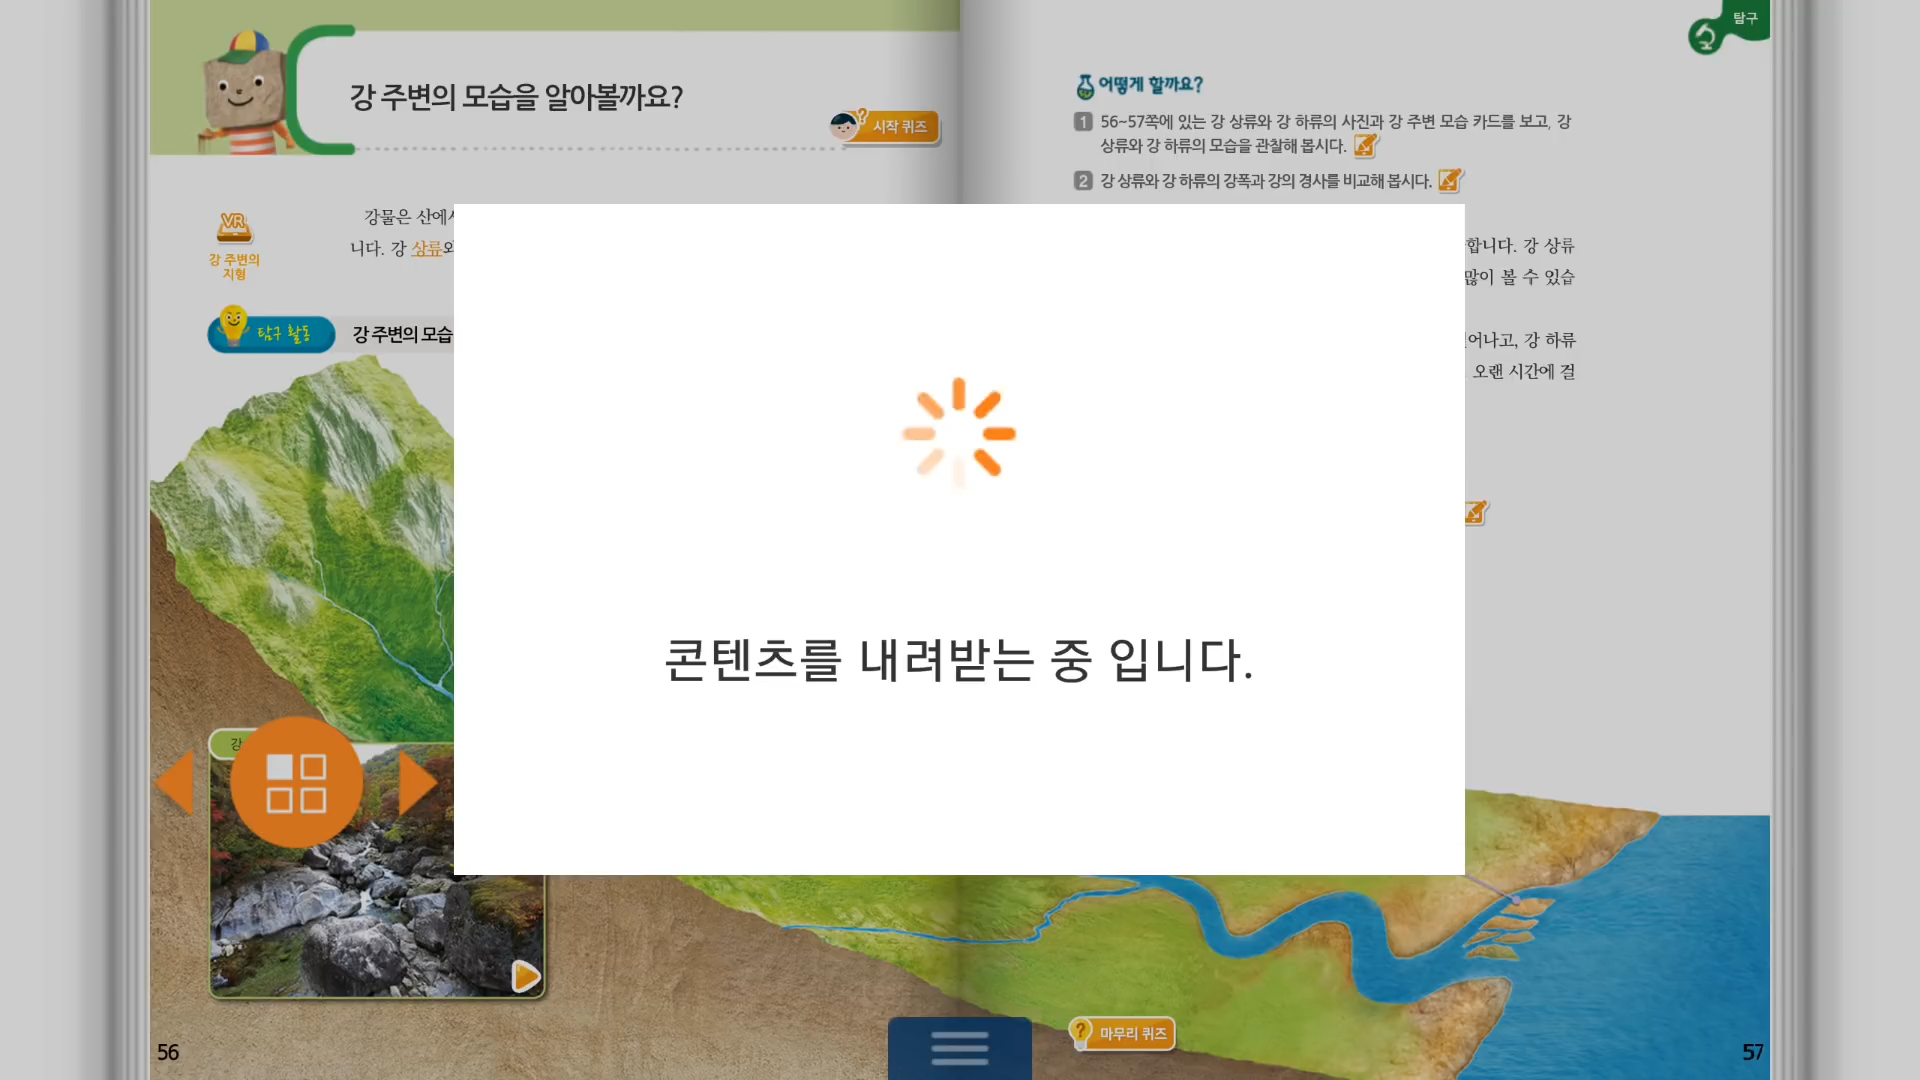 강 주변의 모습을 알아볼까요?
시작 퀴즈
VR
강 주변의
지형
강물은 산에서
니다. 강 상류와
탐구 활동
강 주변의 모습
강
56
탐구
어떻게 할까요?
1 56~57쪽에 있는 강 상류와 강 하류의 사진과 강 주변 모습 카드를 보고, 강
상류와 강 하류의 모습을 관찰해 봅시다.
2 강 상류와 강 하류의 강폭과 강의 경사를 비교해 봅시다.
합니다. 강 상류
많이 볼 수 있습
어나고, 강 하류
오랜 시간에 걸
콘텐츠를 내려받는 중 입니다.
마무리 퀴즈
57